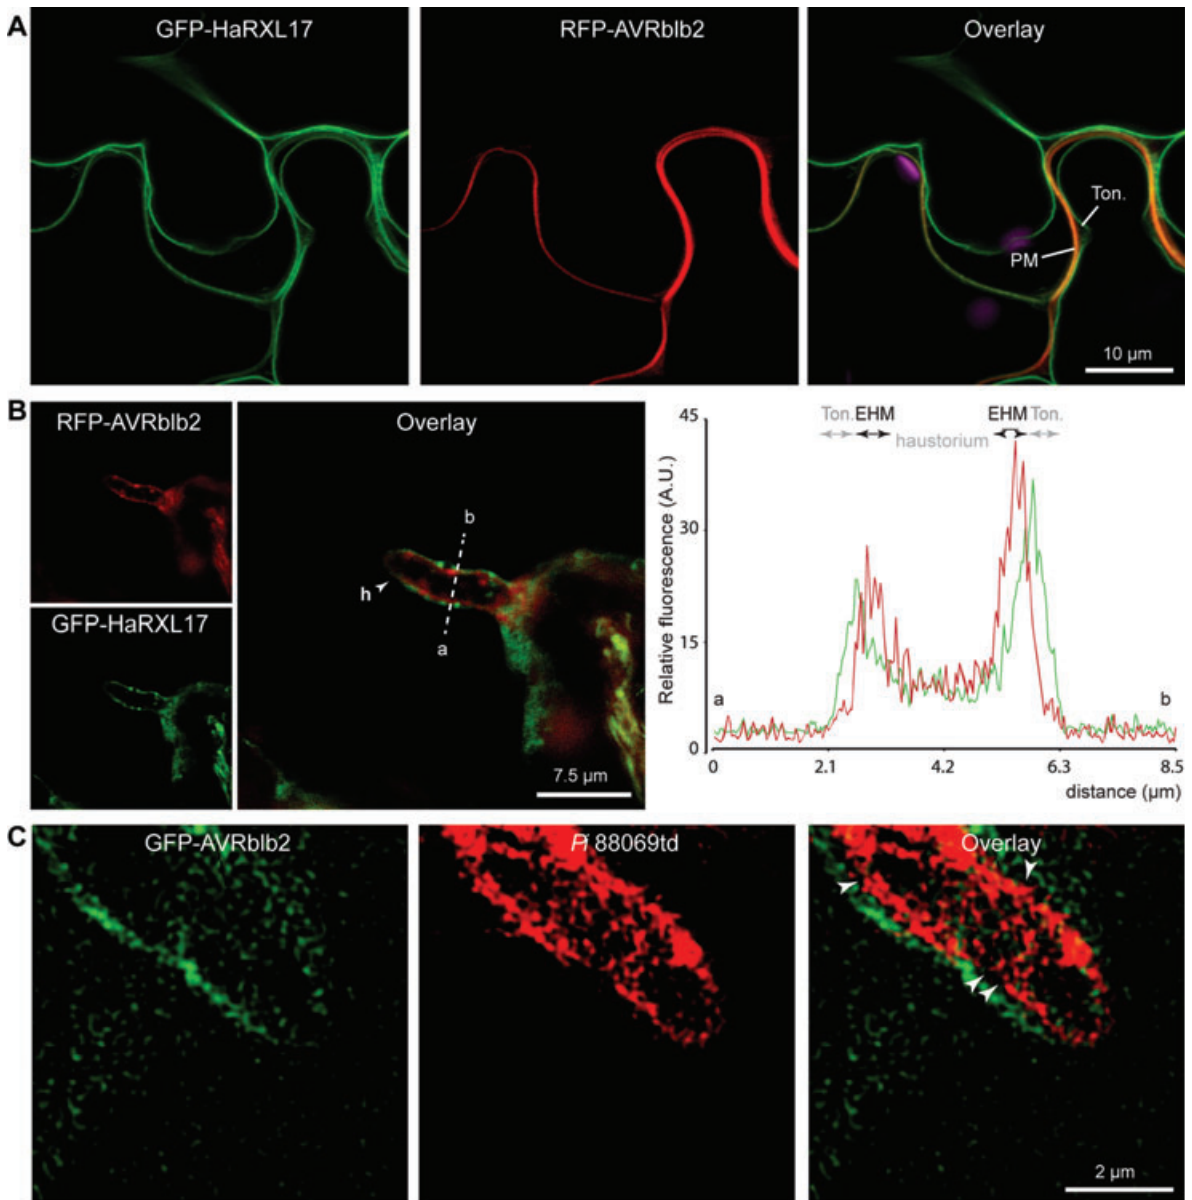 A
GFP-HaRXL17
RFP-AVRblb2
Overlay
Ton.
PM
10 µm
B
RFP-AVRblb2
GFP-HaRXL17
Overlay
b
h
a
7.5 µm
Relative fluorescence (A.U.)
45
30
15
0
Ton. EHM
haustorium
EHM Ton.
a
b
0 2.1 4.2 6.3 8.5
distance (µm)
C
GFP-AVRblb2
Pi 88069td
Overlay
2 µm